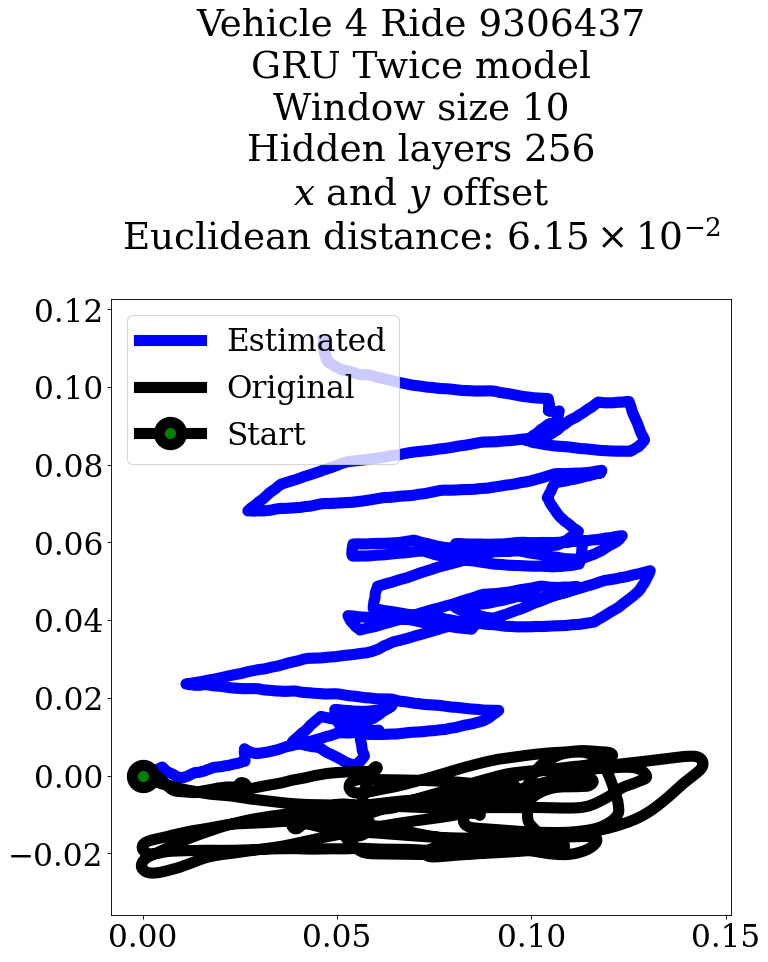 Vehicle 4 Ride 9306437
GRU Twice model
Window size 10
Hidden layers 256
x and y offset
Euclidean distance: 6.15 × 10⁻²
0.12
0.10
0.08
0.06
0.04
0.02
0.00
−0.02
Estimated
Original
Start
0.00 0.05 0.10 0.15